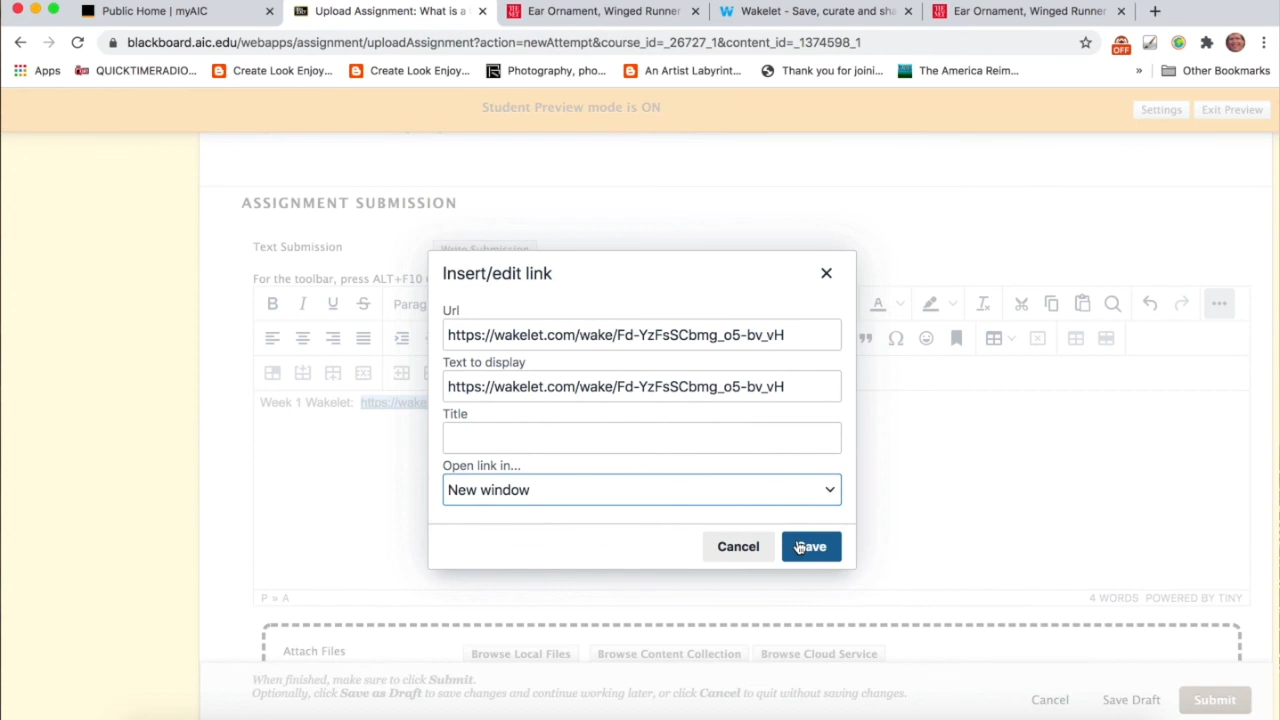 Public Home | myAIC
Upload Assignment: What is a
Ear Ornament, Winged Runner
Wakelet - Save, curate and sha
Ear Ornament, Winged Runner
blackboard.aic.edu/webapps/assignment/uploadAssignment?action=newAttempt&course_id=_26727_1&content_id=_1374598_1
OFF
Apps
QUICKTIMERADIO...
Create Look Enjoy...
Create Look Enjoy...
Photography, pho...
An Artist Labyrint...
Thank you for joini...
The America Reim...
»
Other Bookmarks
Student Preview mode is ON
Settings
Exit Preview
ASSIGNMENT SUBMISSION
Text Submission
Write Submission
For the toolbar, press ALT+F10
B I U S Parag
Insert/edit link
Url
https://wakelet.com/wake/Fd-YzFsSCbmg_o5-bv_vH
Text to display
https://wakelet.com/wake/Fd-YzFsSCbmg_o5-bv_vH
Title
Open link in...
New window
Cancel
Save
Week 1 Wakelet: https://wake
P » A
4 WORDS POWERED BY TINY
Attach Files
Browse Local Files
Browse Content Collection
Browse Cloud Service
When finished, make sure to click Submit.
Optionally, click Save as Draft to save changes and continue working later, or click Cancel to quit without saving changes.
Cancel
Save Draft
Submit